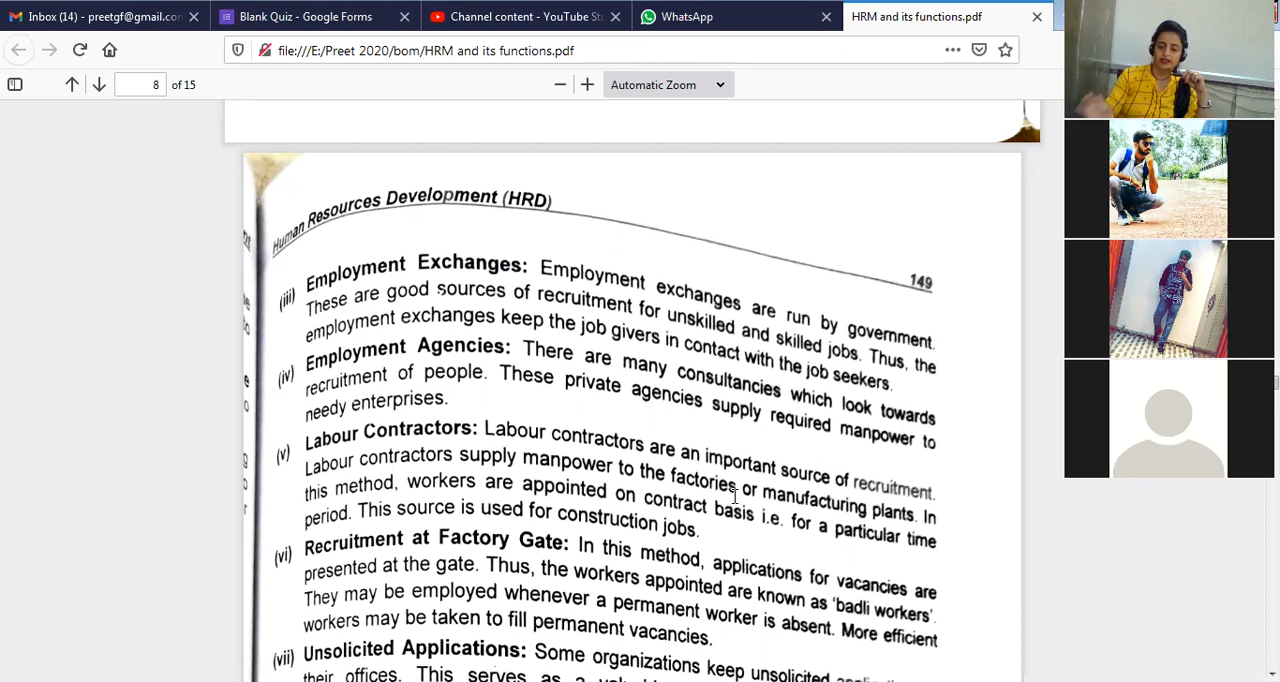 Inbox (14) - preetgf@gmail.con
Blank Quiz - Google Forms
Channel content - YouTube St
WhatsApp
HRM and its functions.pdf
file:///E:/Preet 2020/bom/HRM and its functions.pdf
8 of 15
Automatic Zoom
Human Resources Development (HRD)
149
(iii) Employment Exchanges: Employment exchanges are run by government.
These are good sources of recruitment for unskilled and skilled jobs. Thus, the
employment exchanges keep the job givers in contact with the job seekers.
(iv) Employment Agencies: There are many consultancies which look towards
recruitment of people. These private agencies supply required manpower to
needy enterprises.
(v) Labour Contractors: Labour contractors are an important source of recruitment.
Labour contractors supply manpower to the factories or manufacturing plants. In
this method, workers are appointed on contract basis i.e. for a particular time
period. This source is used for construction jobs.
(vi) Recruitment at Factory Gate: In this method, applications for vacancies are
presented at the gate. Thus, the workers appointed are known as 'badli workers'.
They may be employed whenever a permanent worker is absent. More efficient
workers may be taken to fill permanent vacancies.
(vii) Unsolicited Applications: Some organizations keep unsolicited
their offices. This serves as a